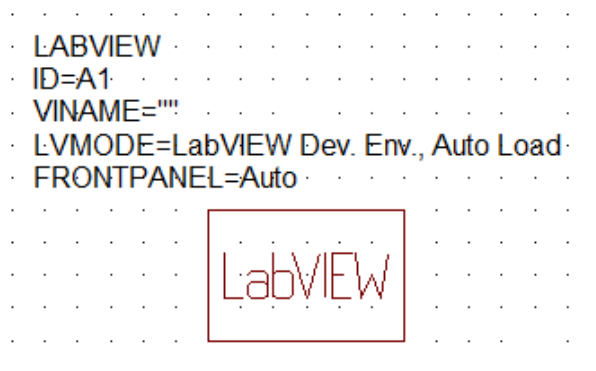 LABVIEW
ID=A1
VINAME=""
LVMODE=LabVIEW Dev. Env., Auto Load
FRONTPANEL=Auto
LabVIEW